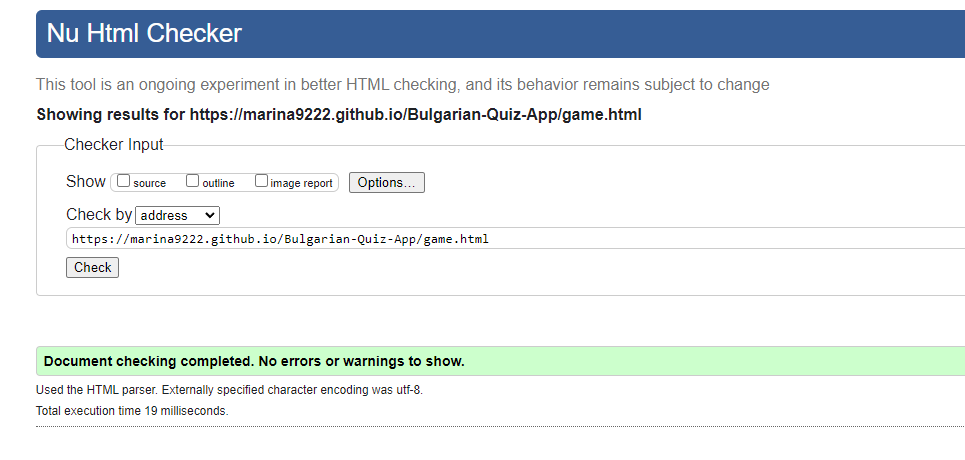 Nu Html Checker
This tool is an ongoing experiment in better HTML checking, and its behavior remains subject to change
Showing results for https://marina9222.github.io/Bulgarian-Quiz-App/game.html
Checker Input
Show source outline image report Options...
Check by address
https://marina9222.github.io/Bulgarian-Quiz-App/game.html
Check
Document checking completed. No errors or warnings to show.
Used the HTML parser. Externally specified character encoding was utf-8.
Total execution time 19 milliseconds.